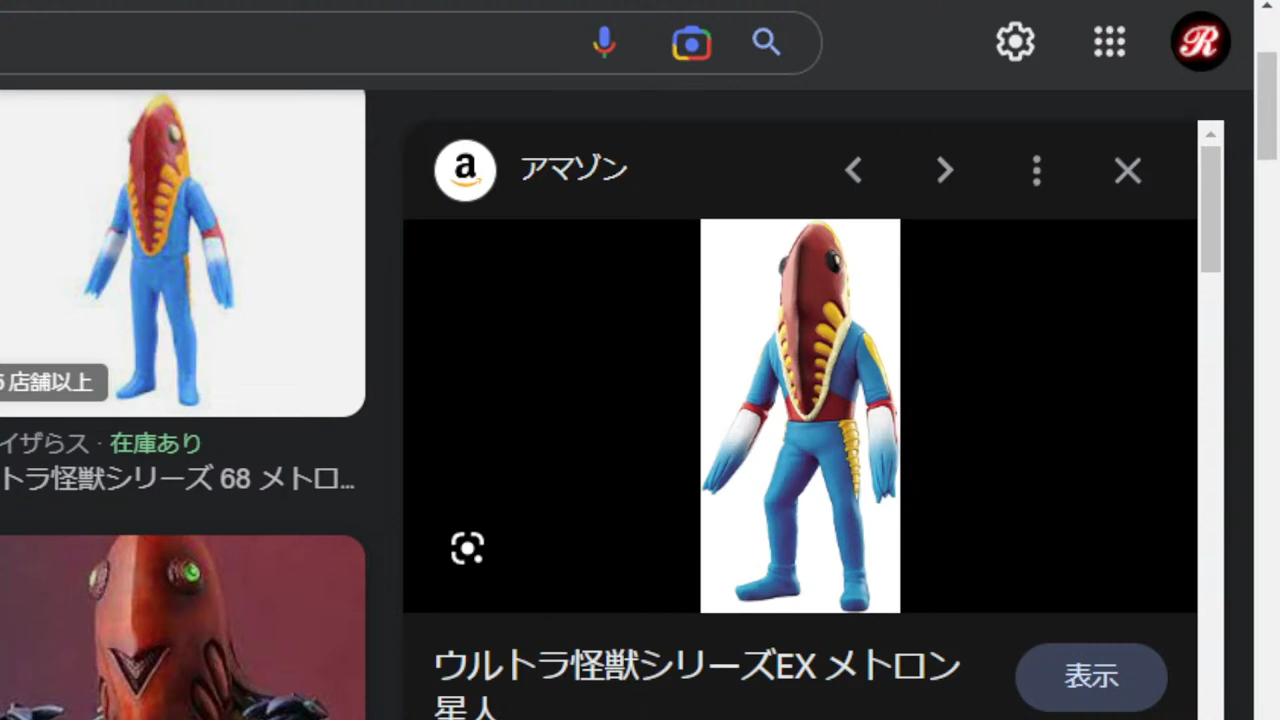 R
a アマゾン
5店舗以上
イザらス · 在庫あり
トラ怪獣シリーズ 68 メトロ...
ウルトラ怪獣シリーズEX メトロン
星人
表示